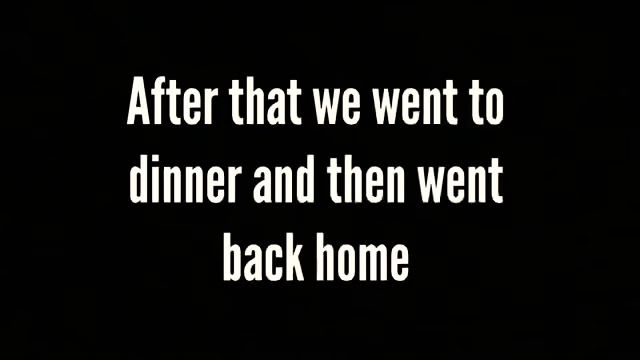 After that we went to
dinner and then went
back home